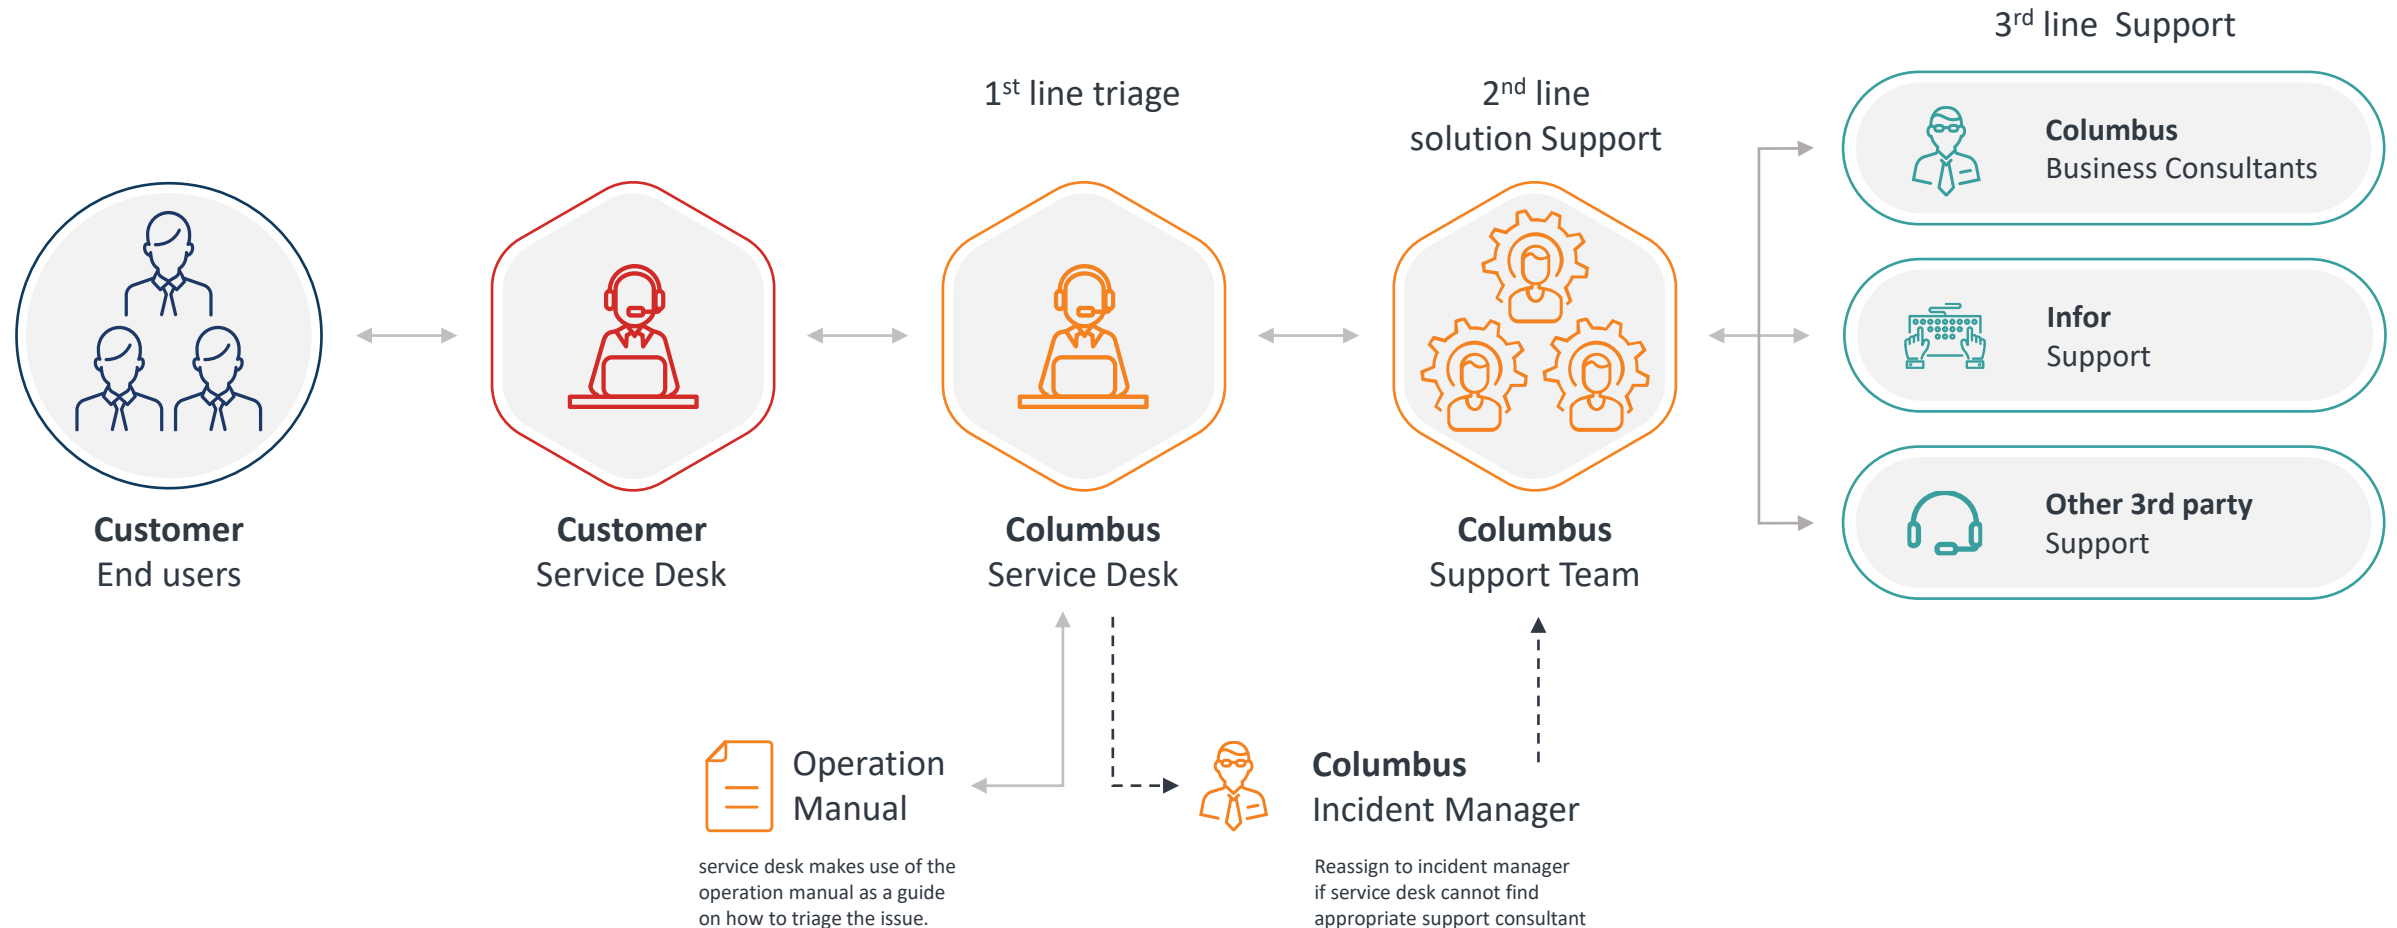 3rd line  Support
1st line triage
2nd line
solution Support
Columbus
Business Consultants
Infor
Support
Other 3rd party
Support
Customer
End users
Customer
Service Desk
Columbus
Service Desk
Columbus
Support Team
Operation
Manual
service desk makes use of the
operation manual as a guide
on how to triage the issue.
Columbus
Incident Manager
Reassign to incident manager
if service desk cannot find
appropriate support consultant